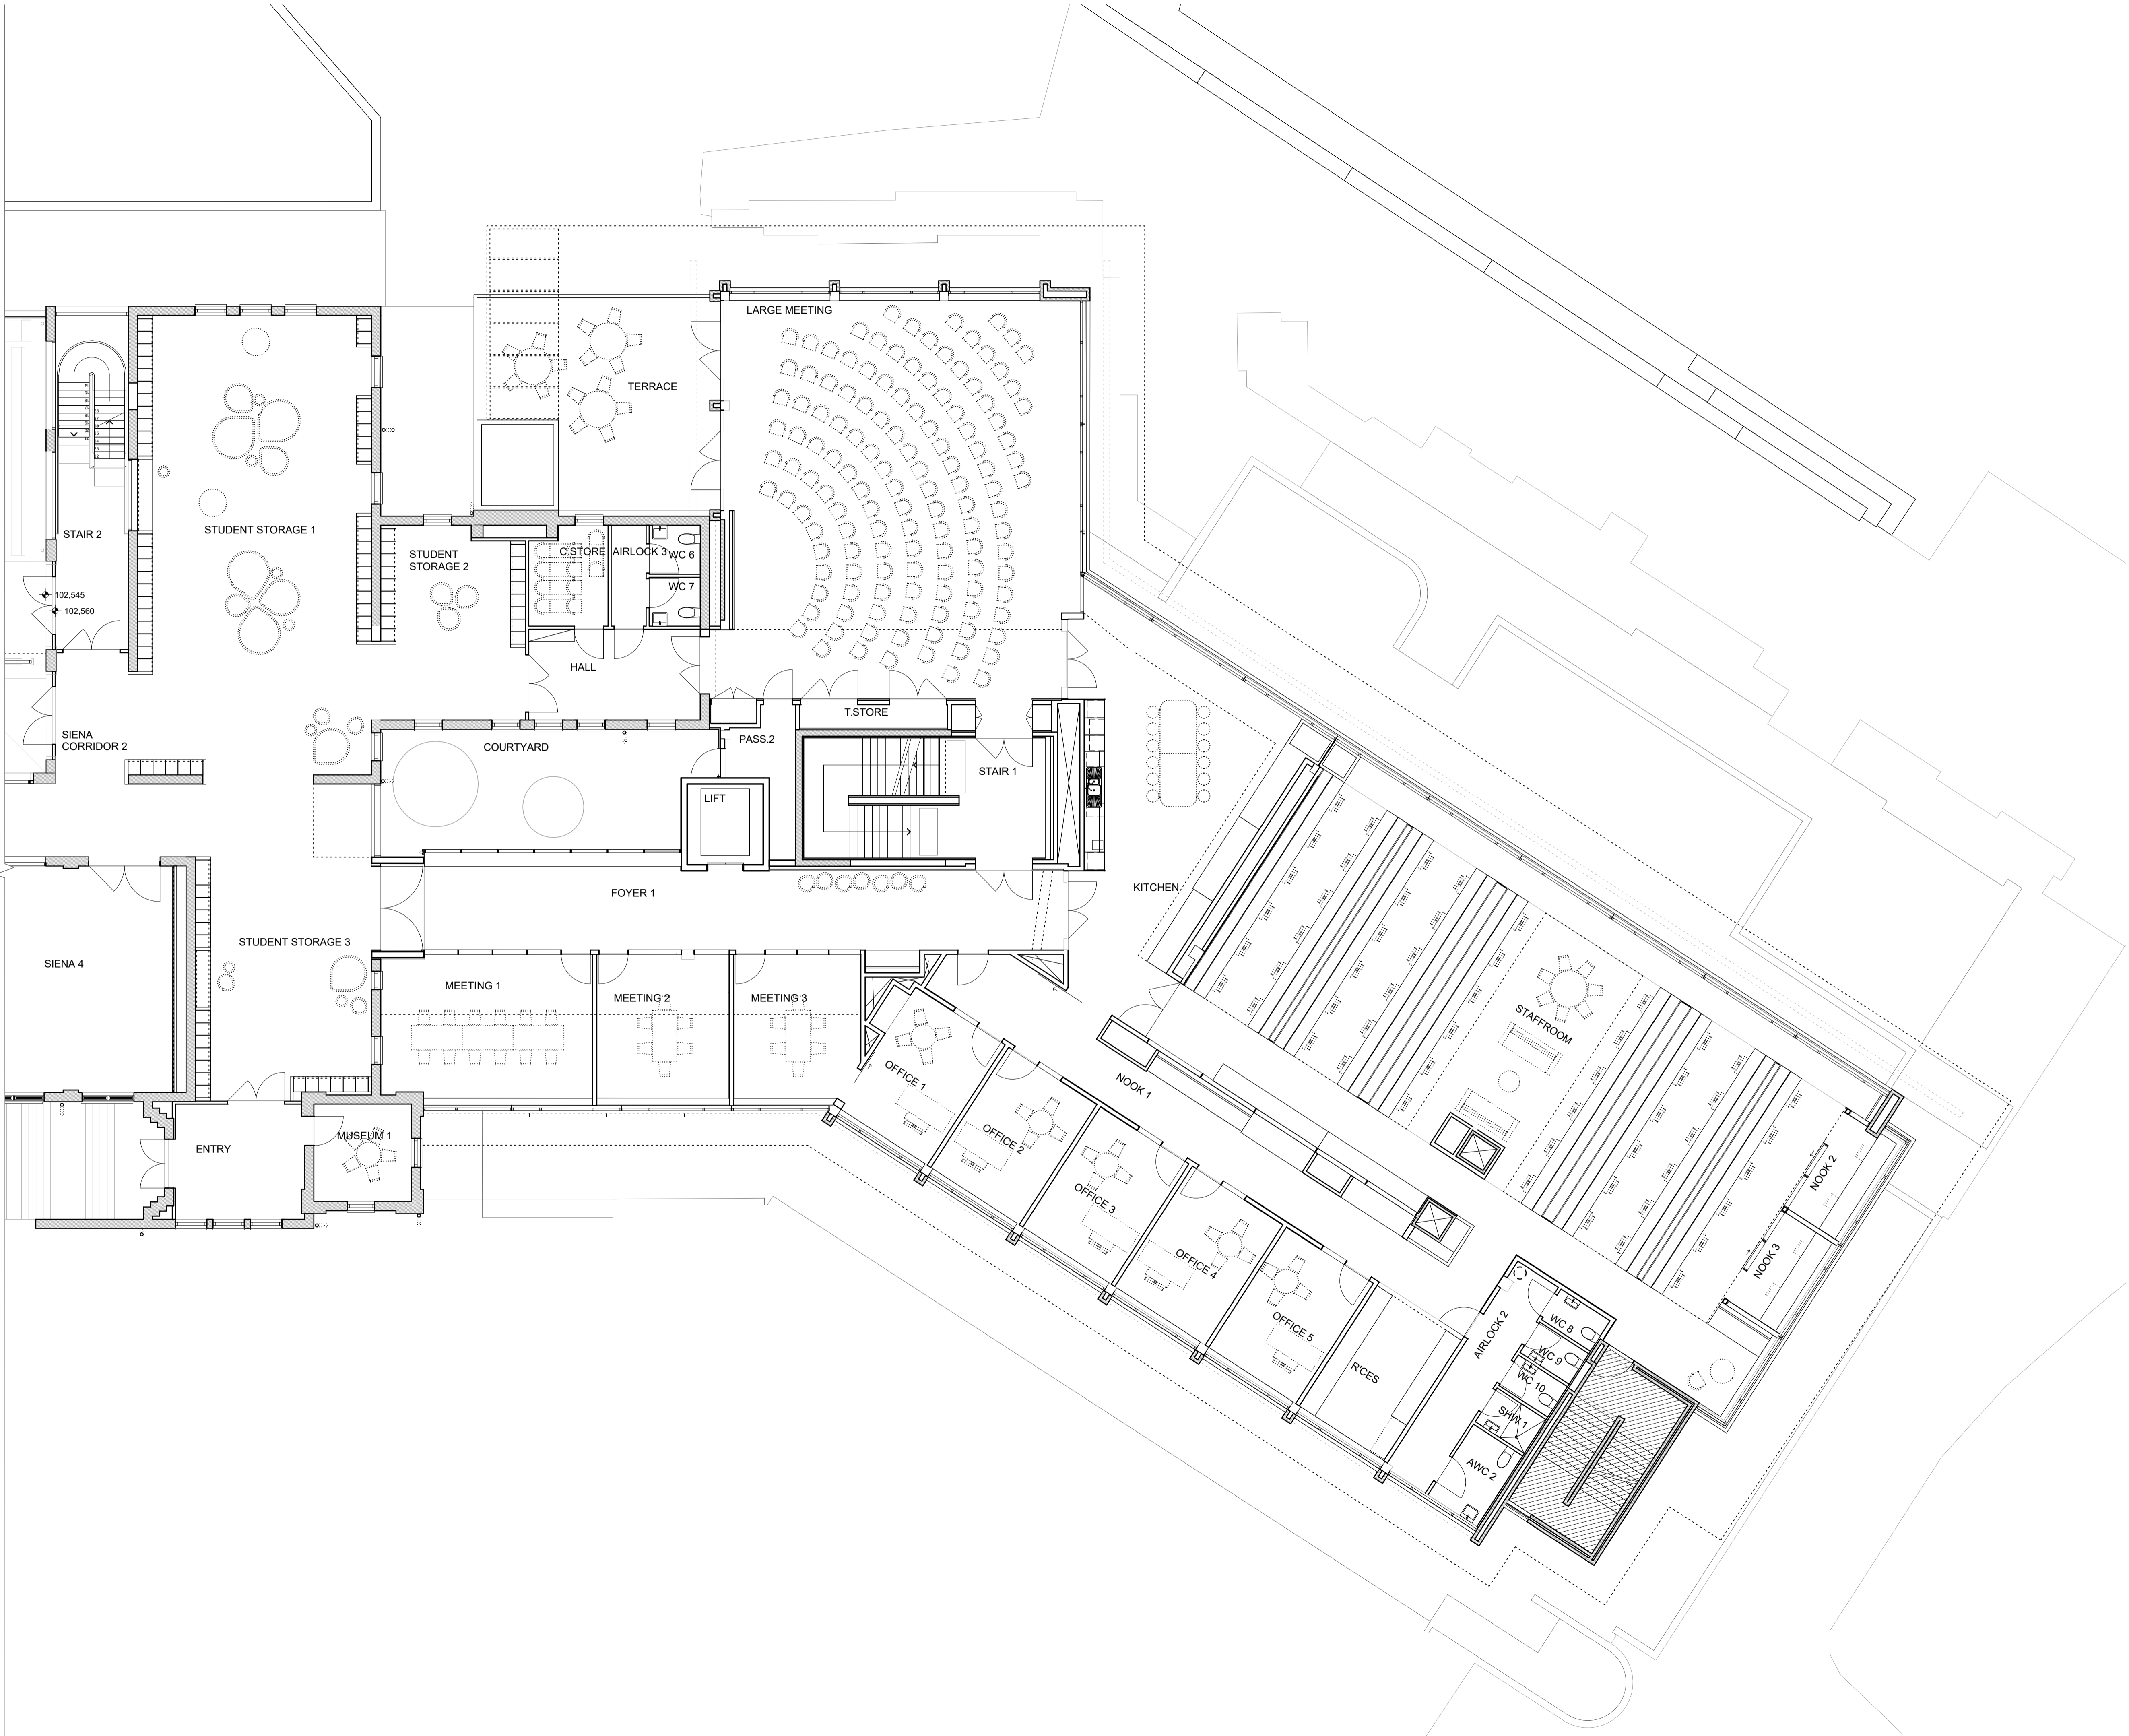 LARGE MEETING
TERRACE
STUDENT STORAGE 1
STAIR 2
STUDENT
STORAGE 2
C.STORE
AIRLOCK 3
WC 6
WC 7
102,545
102,560
HALL
SIENA
CORRIDOR 2
COURTYARD
T.STORE
PASS.2
STAIR 1
LIFT
KITCHEN
FOYER 1
STUDENT STORAGE 3
SIENA 4
MEETING 1
MEETING 2
MEETING 3
STAFFROOM
OFFICE 1
NOOK 1
OFFICE 2
MUSEUM 1
ENTRY
OFFICE 3
NOOK 2
OFFICE 4
NOOK 3
OFFICE 5
AIRLOCK 2
WC 8
WC 9
R'CES
WC 10
SHW 1
AWC 2